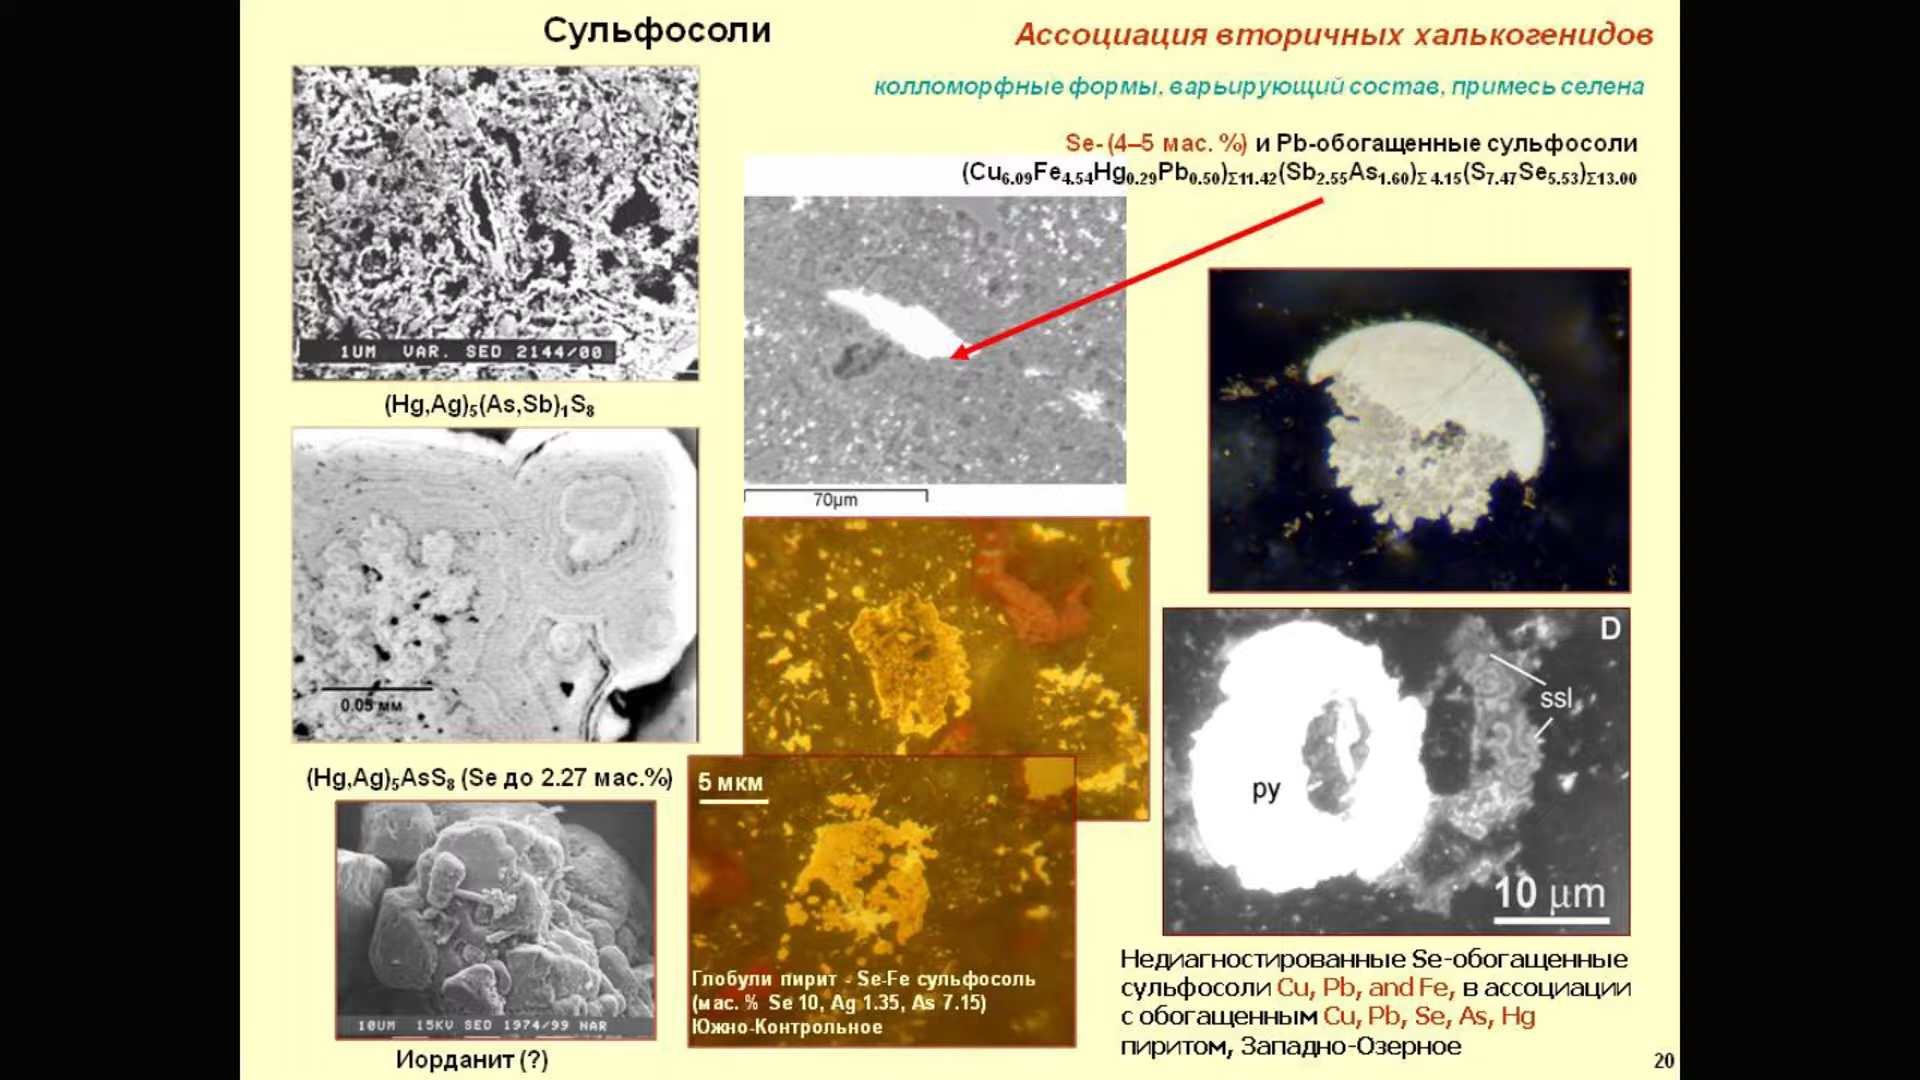 Сульфосоли
Ассоциация вторичных халькогенидов
колломорфные формы, варьирующий состав, примесь селена
Se- (4–5 мас. %) и Pb-обогащенные сульфосоли
(Cu₆.₀₉Fe₄.₅₄Hg₀.₂₉Pb₀.₅₀)Σ₁₁.₄₂(Sb₂.₅₅As₁.₆₀)Σ ₄.₁₅(S₇.₄₇Se₅.₅₃)Σ₁₃.₀₀
1UM VAR. SED 2144/00
(Hg,Ag)₅(As,Sb)₁S₈
70µm
0.05 мм
(Hg,Ag)₅AsS₈ (Se до 2.27 мас.%)
10UM 15KV SED 1974/99 NAR
Иорданит (?)
5 мкм
Глобули пирит - Se-Fe сульфосоль
(мас. % Se 10, Ag 1.35, As 7.15)
Южно-Контрольное
D
ssl
py
10 µm
Недиагностированные Se-обогащенные
сульфосоли Cu, Pb, and Fe, в ассоциации
с обогащенным Cu, Pb, Se, As, Hg
пиритом, Западно-Озерное
20